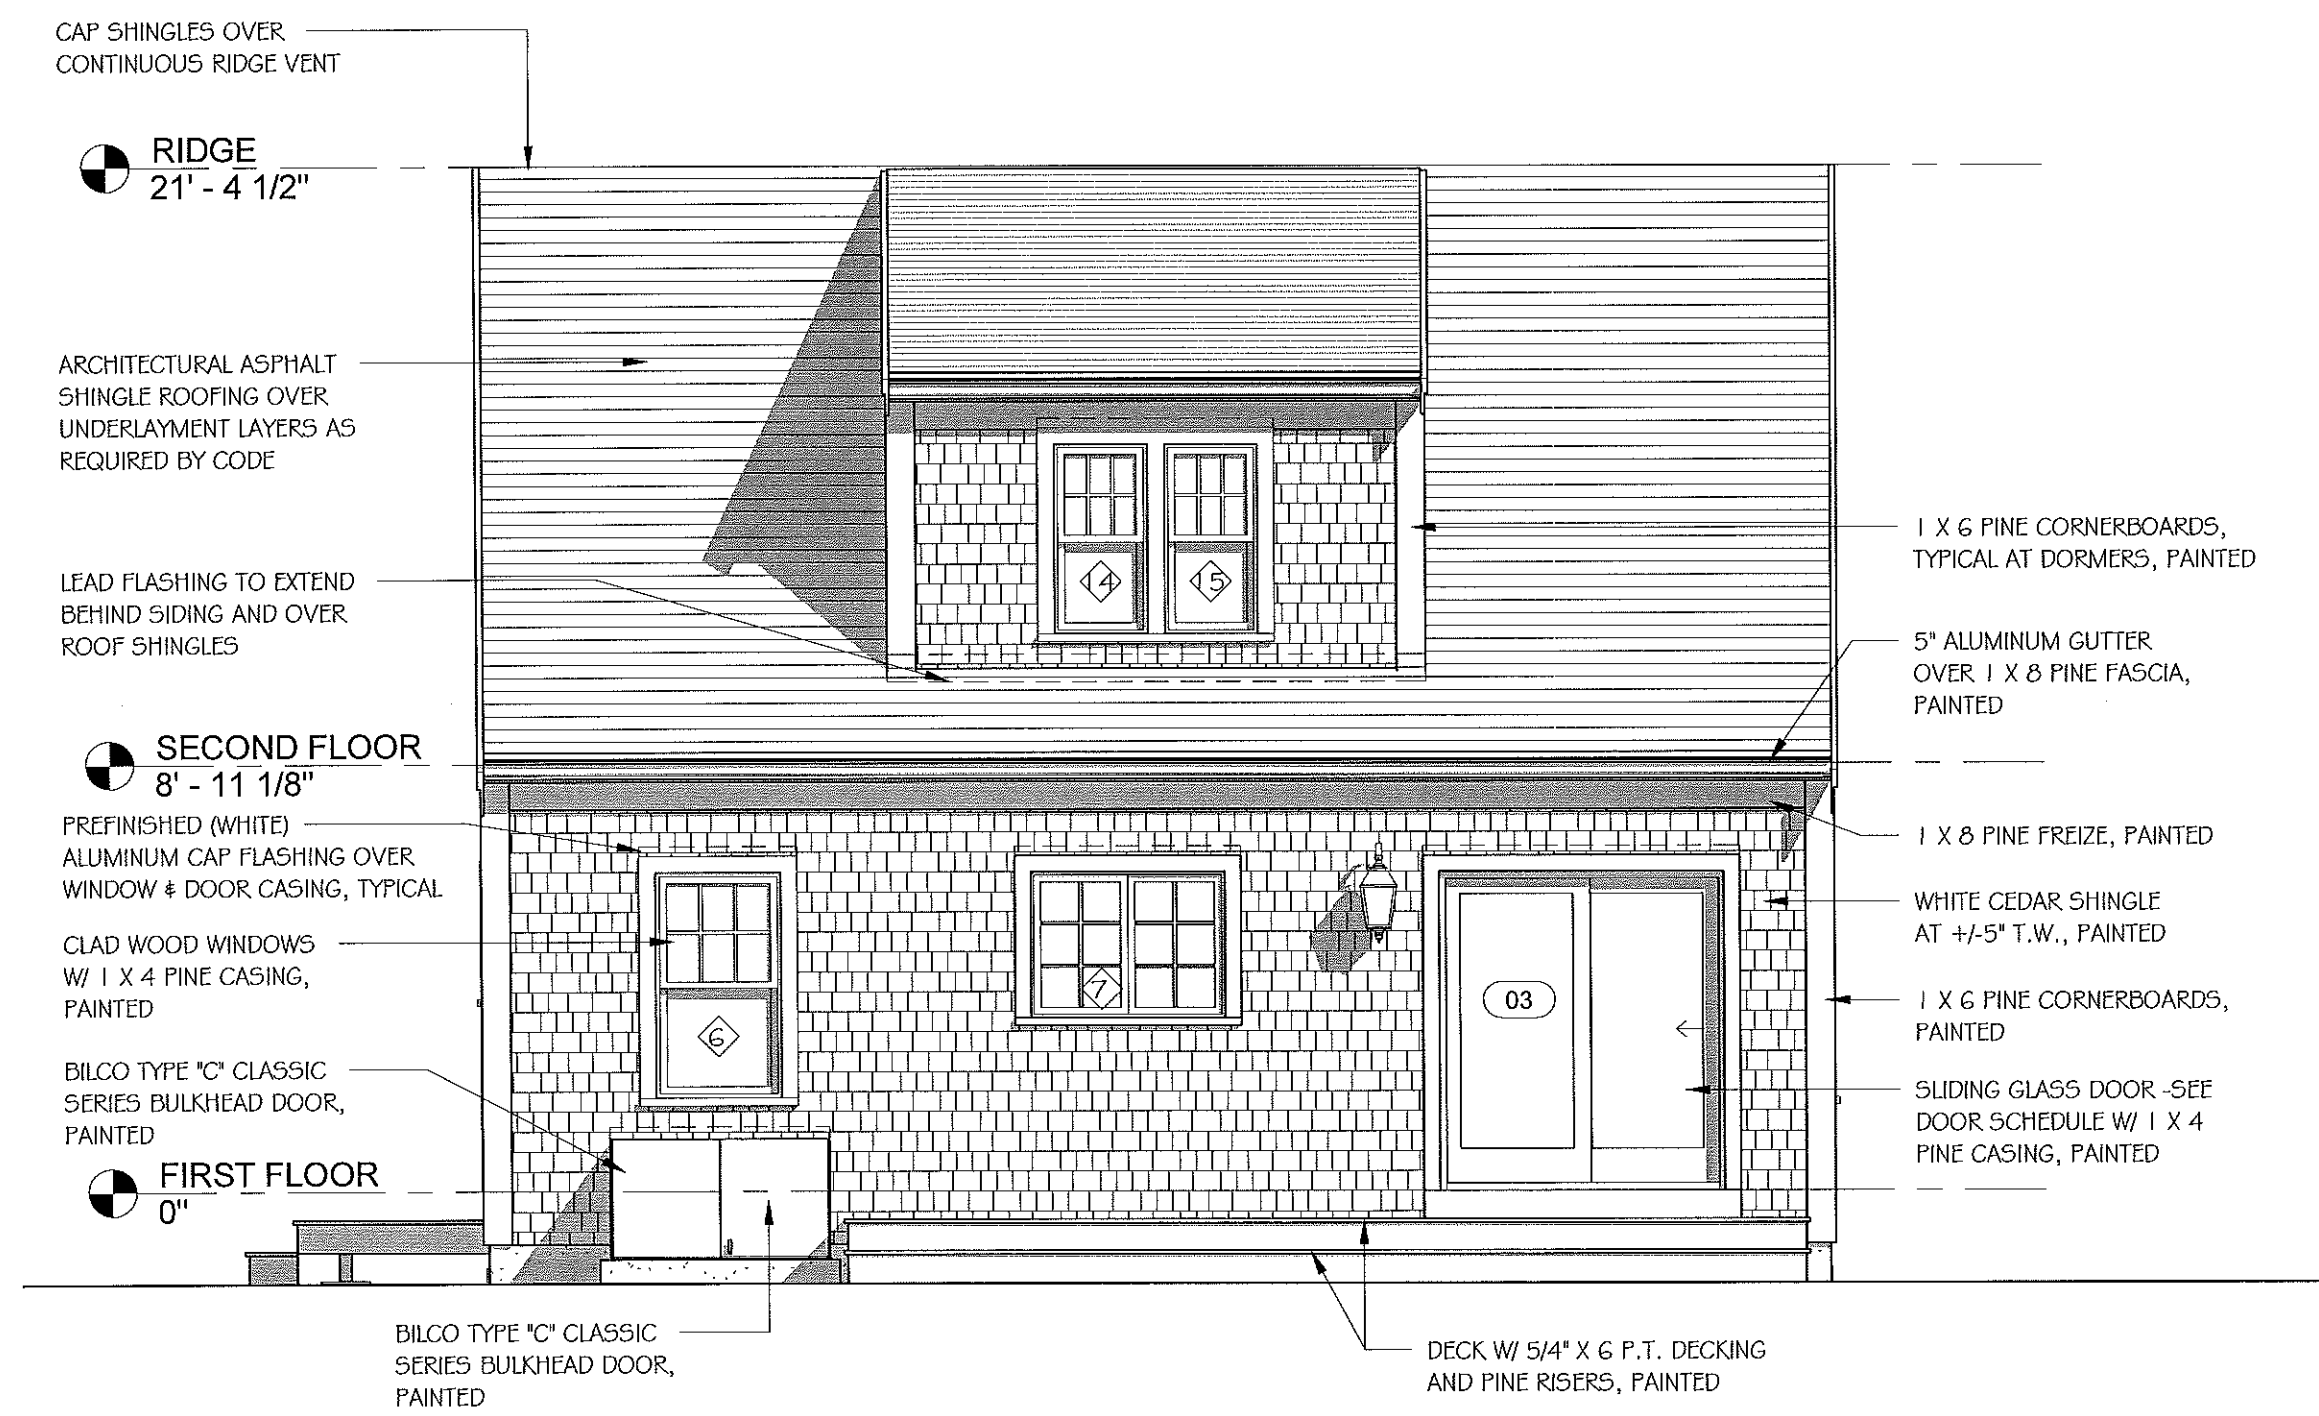 CAP SHINGLES OVER
CONTINUOUS RIDGE VENT
RIDGE
21' - 4 1/2"
ARCHITECTURAL ASPHALT
SHINGLE ROOFING OVER
UNDERLAYMENT LAYERS AS
REQUIRED BY CODE
LEAD FLASHING TO EXTEND
BEHIND SIDING AND OVER
ROOF SHINGLES
SECOND FLOOR
8' - 11 1/8"
PREFINISHED (WHITE)
ALUMINUM CAP FLASHING OVER
WINDOW & DOOR CASING, TYPICAL
CLAD WOOD WINDOWS
W/ 1 X 4 PINE CASING,
PAINTED
BILCO TYPE "C" CLASSIC
SERIES BULKHEAD DOOR,
PAINTED
FIRST FLOOR
0"
14
15
6
7
03
1 X 6 PINE CORNERBOARDS,
TYPICAL AT DORMERS, PAINTED
5" ALUMINUM GUTTER
OVER 1 X 8 PINE FASCIA,
PAINTED
1 X 8 PINE FREIZE, PAINTED
WHITE CEDAR SHINGLE
AT +/-5" T.W., PAINTED
1 X 6 PINE CORNERBOARDS,
PAINTED
SLIDING GLASS DOOR -SEE
DOOR SCHEDULE W/ 1 X 4
PINE CASING, PAINTED
BILCO TYPE "C" CLASSIC
SERIES BULKHEAD DOOR,
PAINTED
DECK W/ 5/4" X 6 P.T. DECKING
AND PINE RISERS, PAINTED